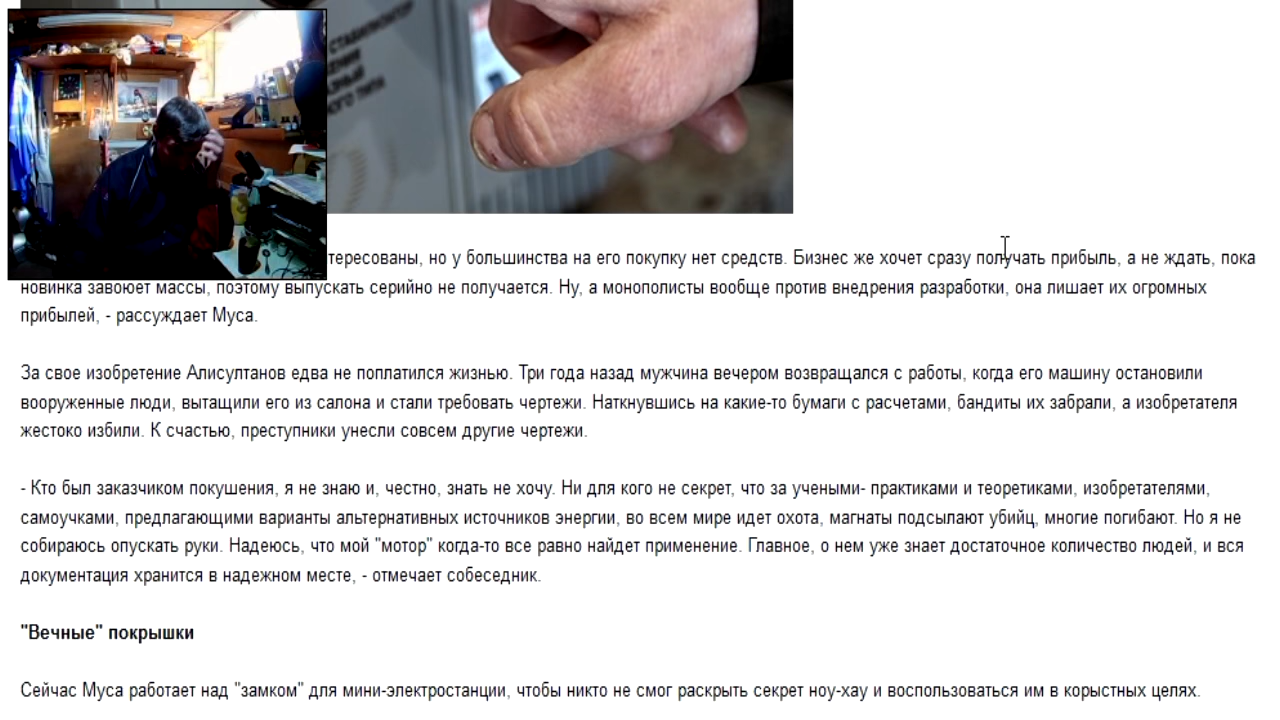 СТАБИЛИЗАТОР
тересованы, но у большинства на его покупку нет средств. Бизнес же хочет сразу получать прибыль, а не ждать, пока
новинка завоюет массы, поэтому выпускать серийно не получается. Ну, а монополисты вообще против внедрения разработки, она лишает их огромных
прибылей, - рассуждает Муса.
За свое изобретение Алисултанов едва не поплатился жизнью. Три года назад мужчина вечером возвращался с работы, когда его машину остановили
вооруженные люди, вытащили его из салона и стали требовать чертежи. Наткнувшись на какие-то бумаги с расчетами, бандиты их забрали, а изобретателя
жестоко избили. К счастью, преступники унесли совсем другие чертежи.
- Кто был заказчиком покушения, я не знаю и, честно, знать не хочу. Ни для кого не секрет, что за учеными- практиками и теоретиками, изобретателями,
самоучками, предлагающими варианты альтернативных источников энергии, во всем мире идет охота, магнаты подсылают убийц, многие погибают. Но я не
собираюсь опускать руки. Надеюсь, что мой "мотор" когда-то все равно найдет применение. Главное, о нем уже знает достаточное количество людей, и вся
документация хранится в надежном месте, - отмечает собеседник.
"Вечные" покрышки
Сейчас Муса работает над "замком" для мини-электростанции, чтобы никто не смог раскрыть секрет ноу-хау и воспользоваться им в корыстных целях.